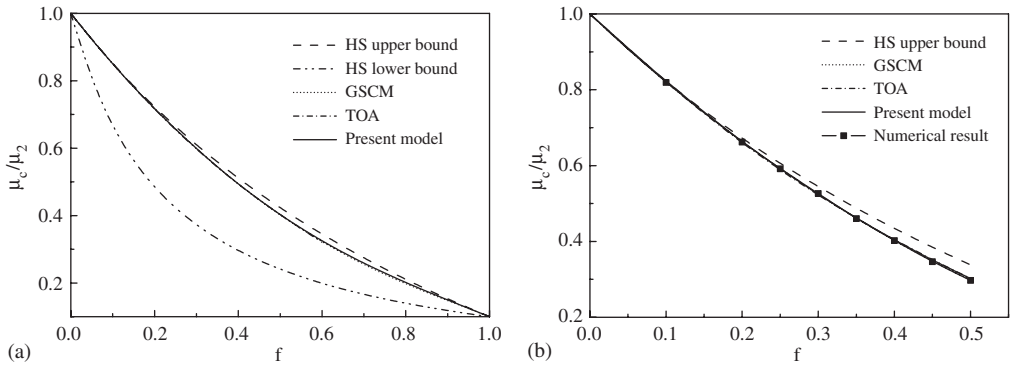 1.0
0.8
0.6
0.4
0.2
μc/μ2
0.0 0.2 0.4 0.6 0.8 1.0
f
(a)
HS upper bound
HS lower bound
GSCM
TOA
Present model
1.0
0.8
0.6
0.4
0.2
μc/μ2
0.0 0.1 0.2 0.3 0.4 0.5
f
(b)
HS upper bound
GSCM
TOA
Present model
Numerical result